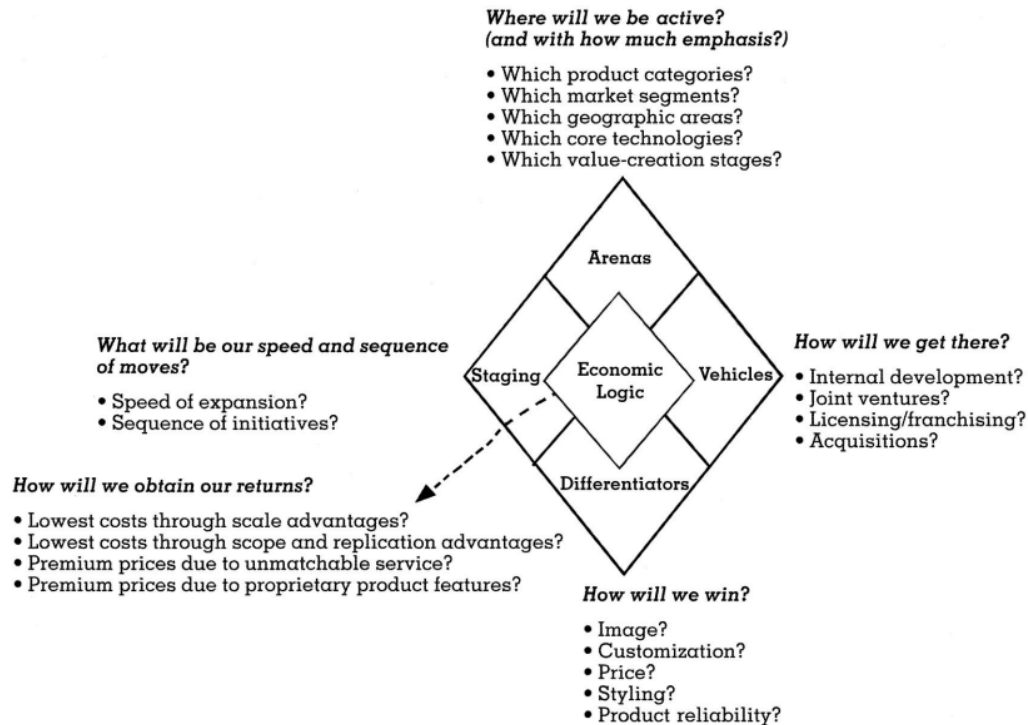 Where will we be active?
(and with how much emphasis?)
• Which product categories?
• Which market segments?
• Which geographic areas?
• Which core technologies?
• Which value-creation stages?
Arenas
What will be our speed and sequence
of moves?
• Speed of expansion?
• Sequence of initiatives?
Staging
Economic
Logic
Vehicles
How will we get there?
• Internal development?
• Joint ventures?
• Licensing/franchising?
• Acquisitions?
Differentiators
How will we obtain our returns?
• Lowest costs through scale advantages?
• Lowest costs through scope and replication advantages?
• Premium prices due to unmatchable service?
• Premium prices due to proprietary product features?
How will we win?
• Image?
• Customization?
• Price?
• Styling?
• Product reliability?